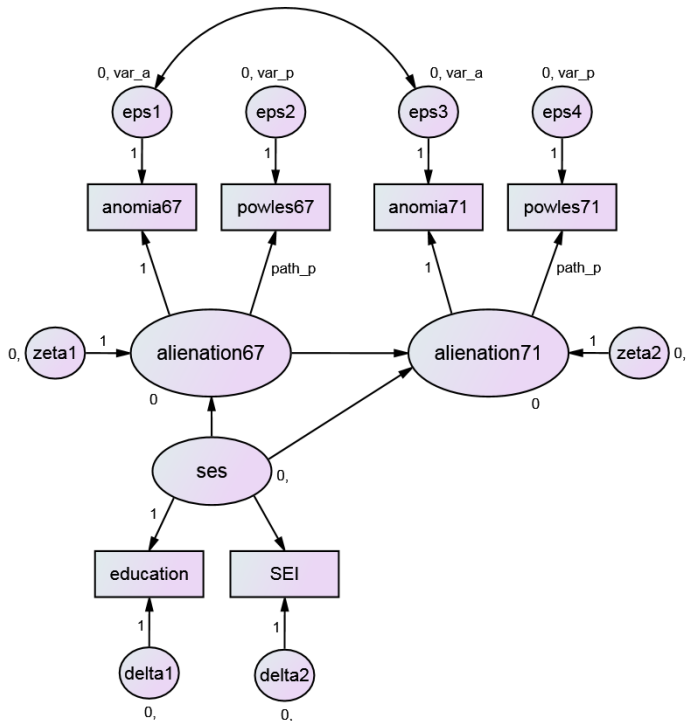 0, var_a
0, var_p
0, var_a
0, var_p
eps1
eps2
eps3
eps4
1
1
1
1
anomia67
powles67
anomia71
powles71
1
path_p
1
path_p
0,
zeta1
1
alienation67
alienation71
1
zeta2
0,
0
0
ses
0,
1
education
SEI
1
1
delta1
delta2
0,
0,